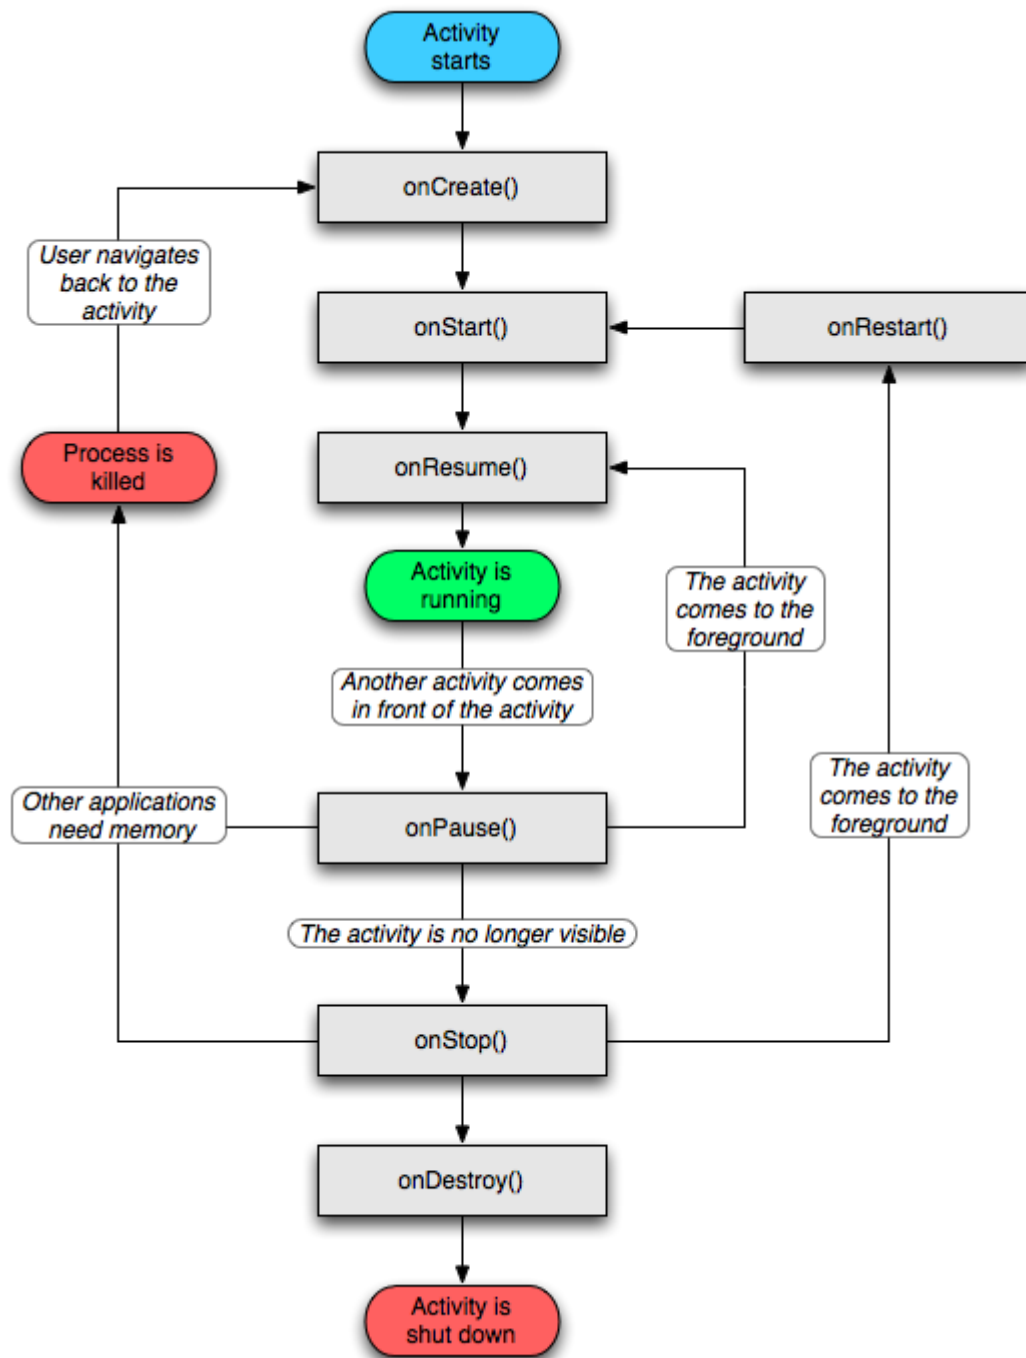 Activity
starts
onCreate()
User navigates
back to the
activity
onStart()
onRestart()
Process is
killed
onResume()
Activity is
running
The activity
comes to the
foreground
Another activity comes
in front of the activity
Other applications
need memory
onPause()
The activity
comes to the
foreground
The activity is no longer visible
onStop()
onDestroy()
Activity is
shut down